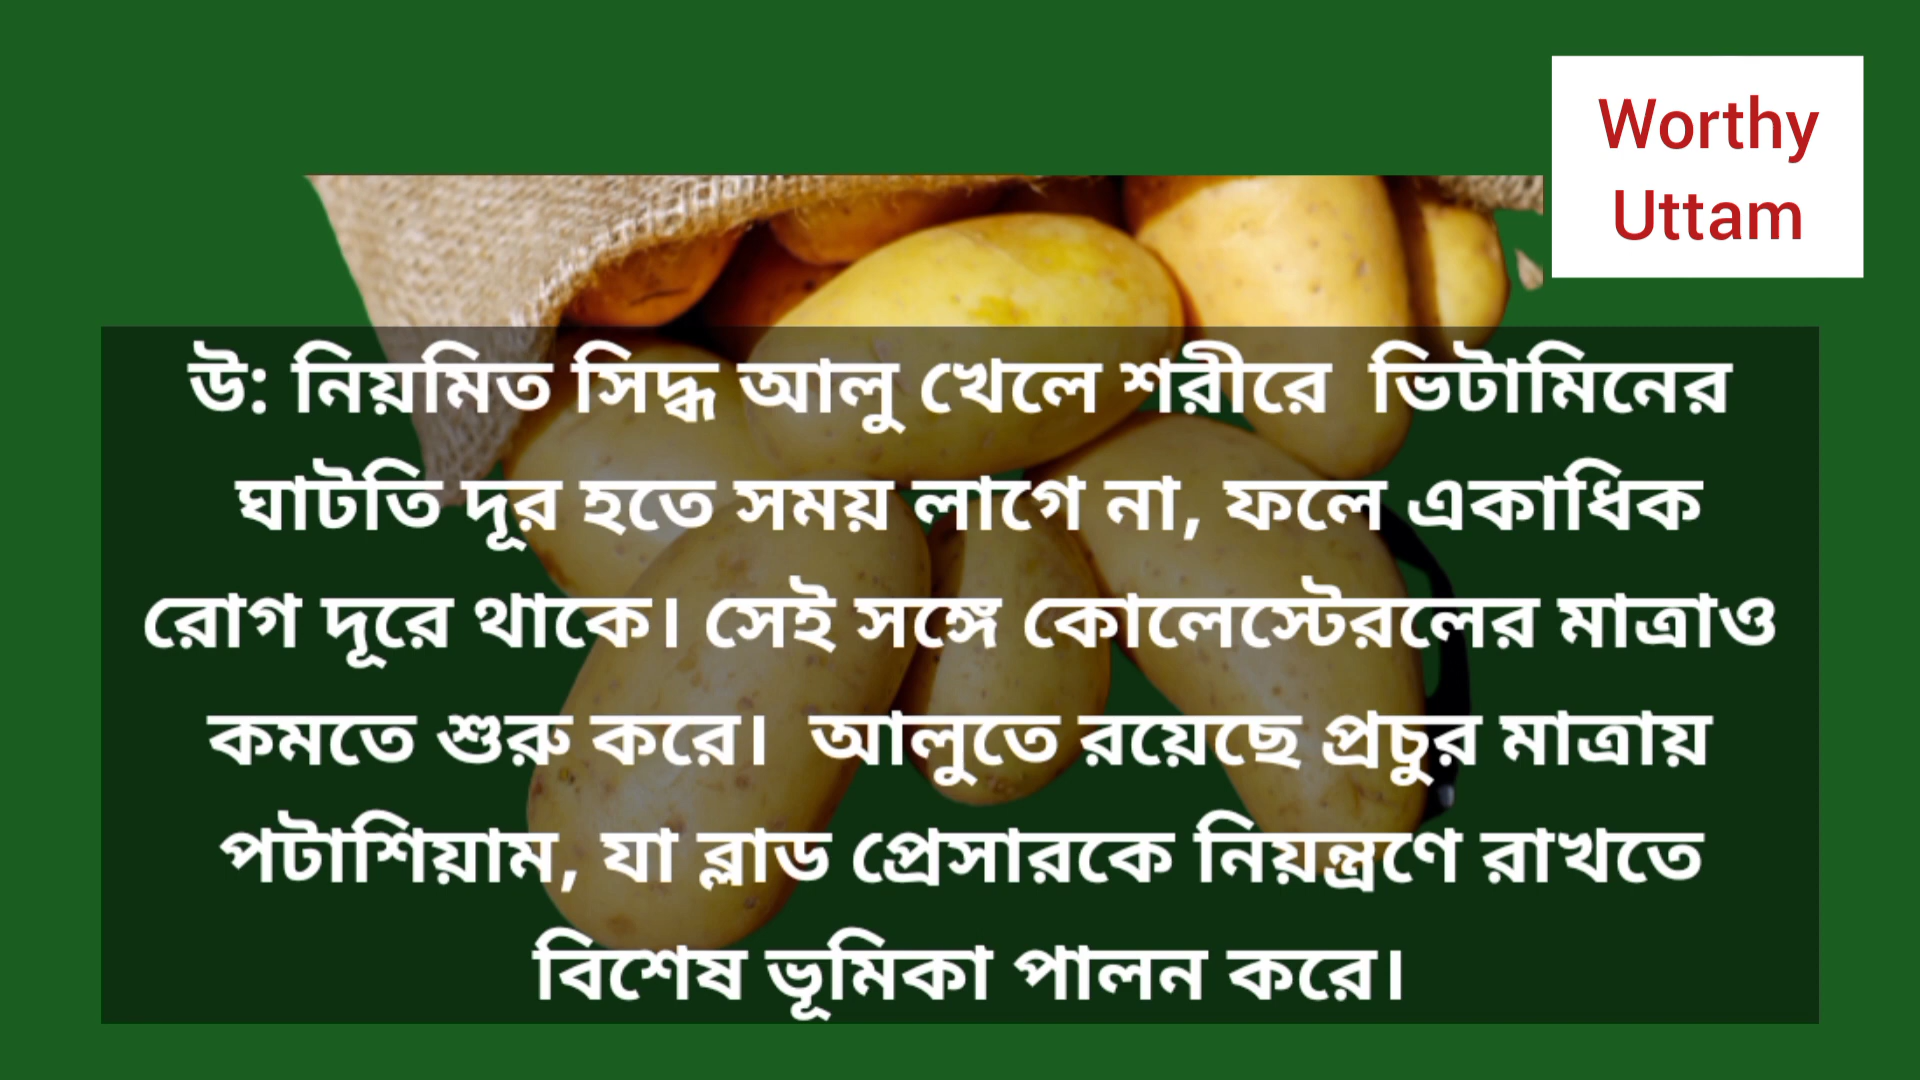 Worthy
Uttam
উ: নিয়মিত সিদ্ধ আলু খেলে শরীরে ভিটামিনের
ঘাটতি দূর হতে সময় লাগে না, ফলে একাধিক
রোগ দূরে থাকে। সেই সঙ্গে কোলেস্টেরলের মাত্রাও
কমতে শুরু করে। আলুতে রয়েছে প্রচুর মাত্রায়
পটাশিয়াম, যা ব্লাড প্রেসারকে নিয়ন্ত্রণে রাখতে
বিশেষ ভূমিকা পালন করে।